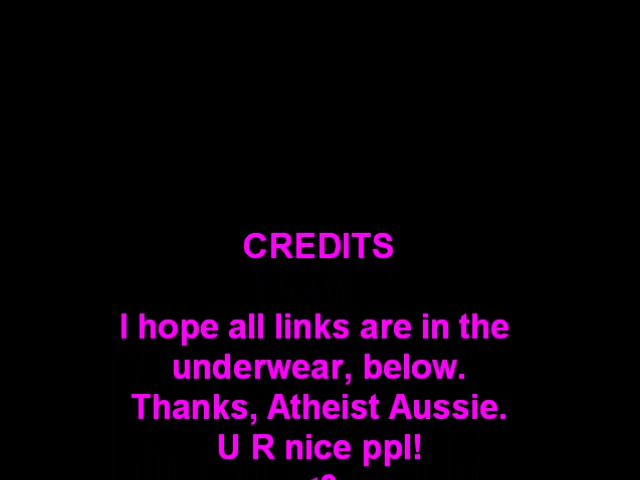 CREDITS
I hope all links are in the
underwear, below.
Thanks, Atheist Aussie.
U R nice ppl!